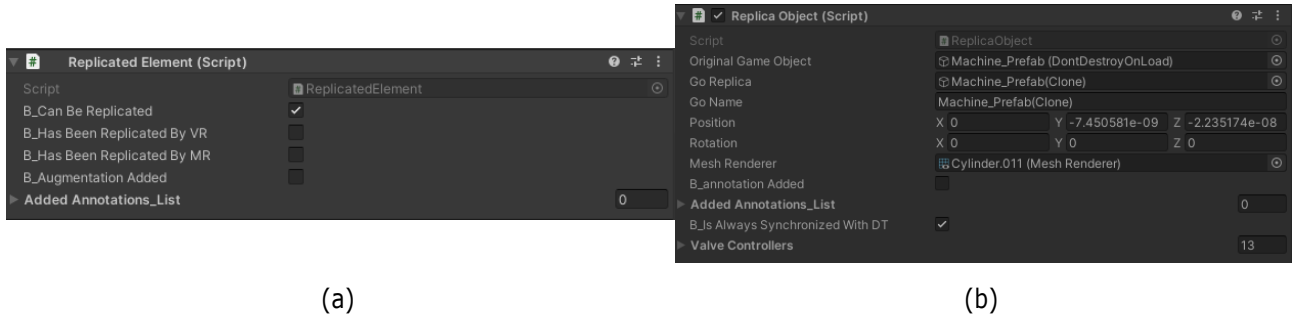 Replicated Element (Script)
Script ReplicatedElement
B_Can Be Replicated
B_Has Been Replicated By VR
B_Has Been Replicated By MR
B_Augmentation Added
Added Annotations_List 0
(a)
Replica Object (Script)
Script ReplicaObject
Original Game Object Machine_Prefab (DontDestroyOnLoad)
Go Replica Machine_Prefab(Clone)
Go Name Machine_Prefab(Clone)
Position X 0 Y -7.450581e-09 Z -2.235174e-08
Rotation X 0 Y 0 Z 0
Mesh Renderer Cylinder.011 (Mesh Renderer)
B_annotation Added
Added Annotations_List 0
B_Is Always Synchronized With DT
Valve Controllers 13
(b)